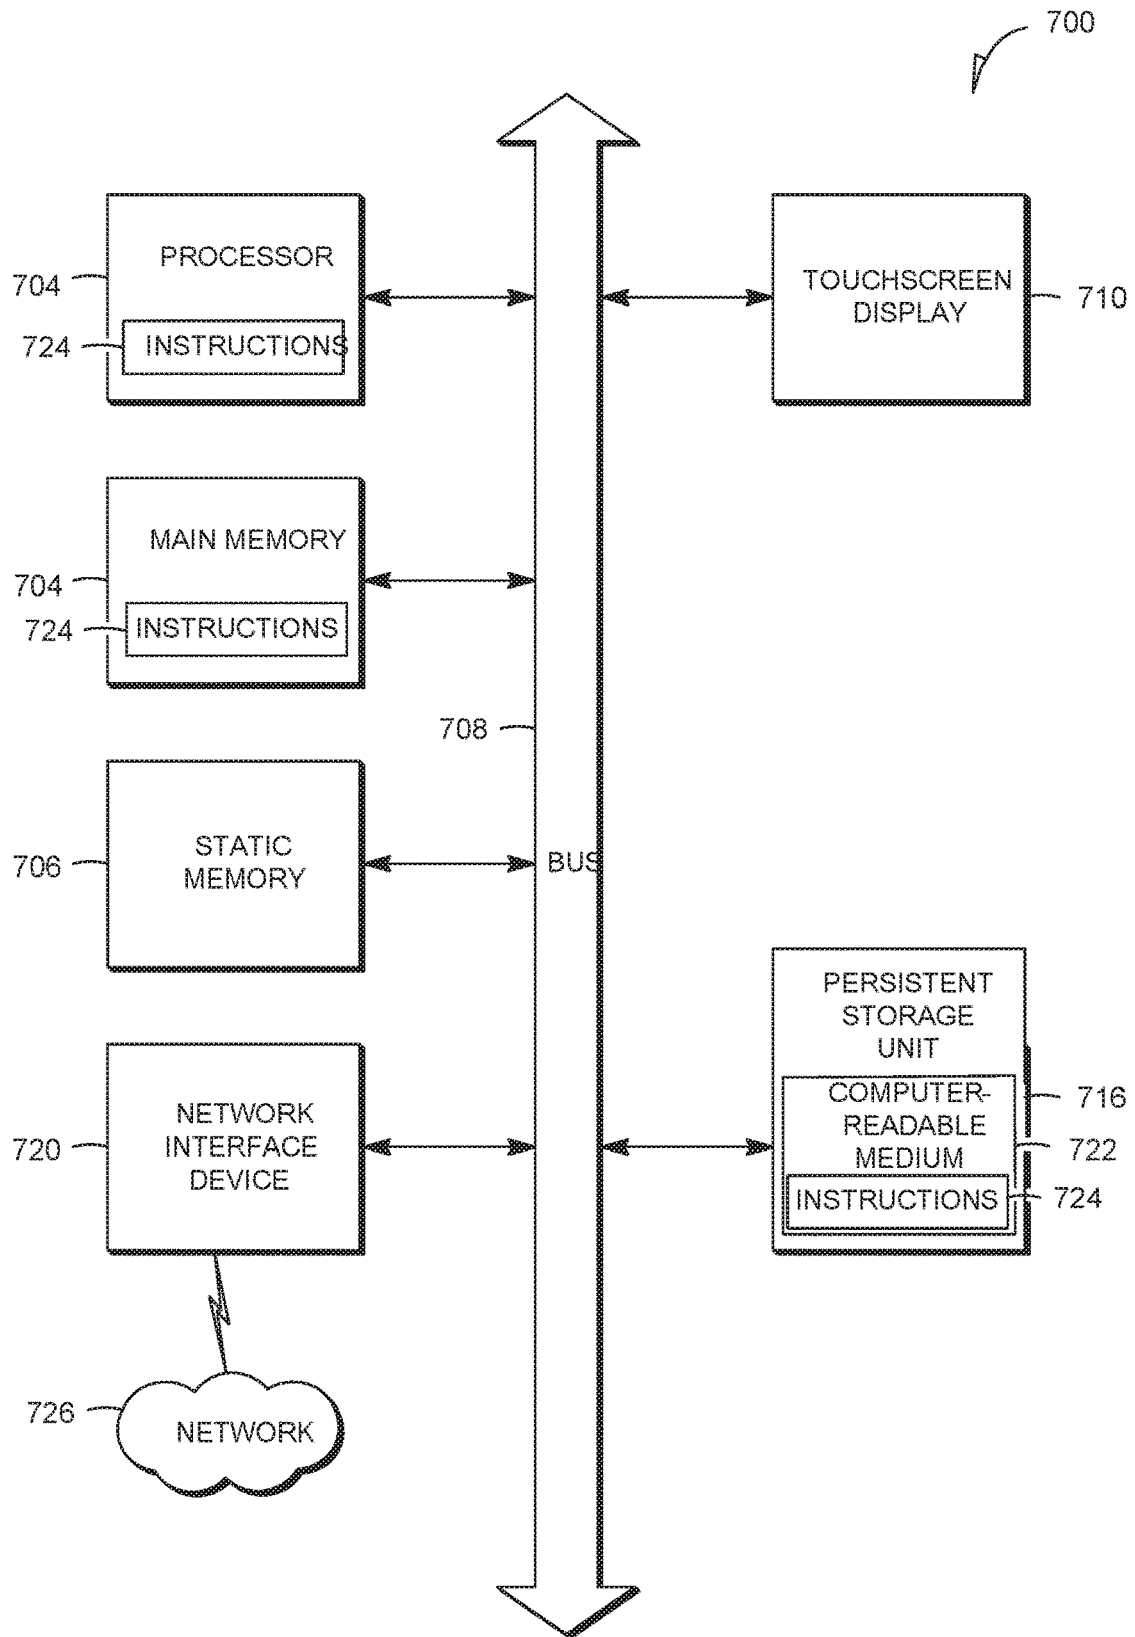 700
PROCESSOR
704
724
INSTRUCTIONS
TOUCHSCREEN
DISPLAY
710
MAIN MEMORY
704
724
INSTRUCTIONS
708
STATIC
MEMORY
706
BUS
PERSISTENT
STORAGE
UNIT
COMPUTER-
READABLE
MEDIUM
INSTRUCTIONS
716
722
724
NETWORK
INTERFACE
DEVICE
720
726
NETWORK